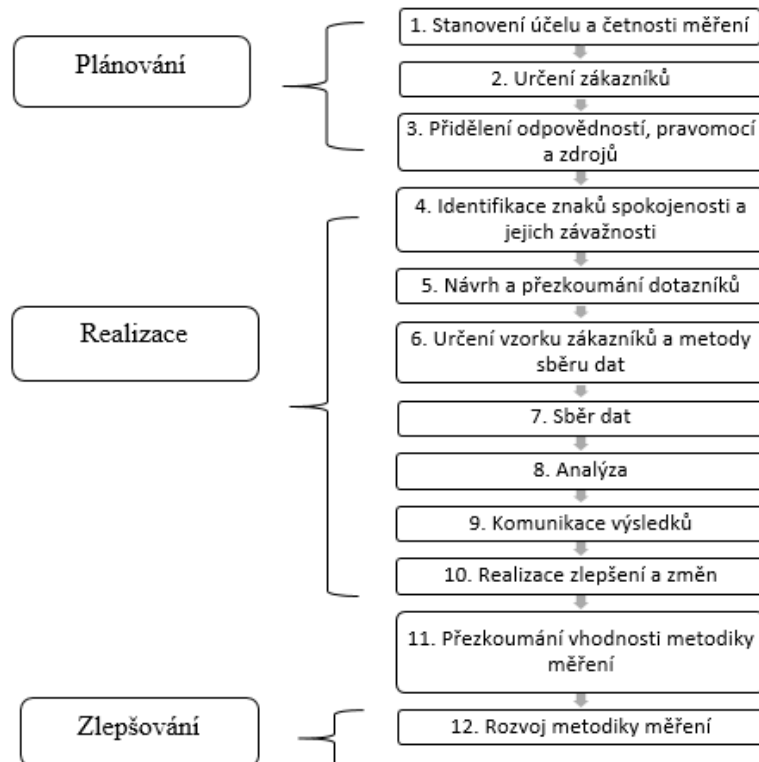 Plánování
1. Stanovení účelu a četnosti měření
2. Určení zákazníků
3. Přidělení odpovědností, pravomocí
a zdrojů
Realizace
4. Identifikace znaků spokojenosti a
jejich závažnosti
5. Návrh a přezkoumání dotazníků
6. Určení vzorku zákazníků a metody
sběru dat
7. Sběr dat
8. Analýza
9. Komunikace výsledků
10. Realizace zlepšení a změn
11. Přezkoumání vhodnosti metodiky
měření
Zlepšování
12. Rozvoj metodiky měření